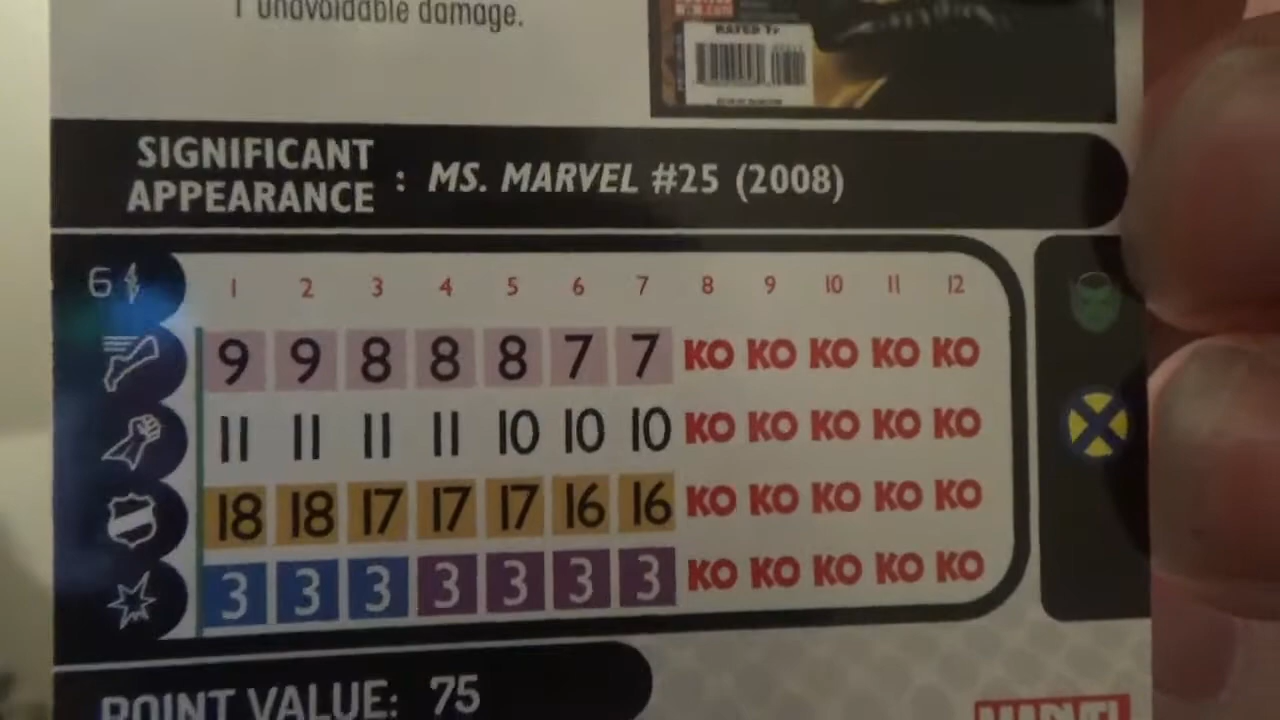 1 Unavoidable damage.
RATED T+
SIGNIFICANT
APPEARANCE : MS. MARVEL #25 (2008)
6 1 2 3 4 5 6 7 8 9 10 11 12
9 9 8 8 8 7 7 KO KO KO KO KO
11 11 11 11 10 10 10 KO KO KO KO KO
18 18 17 17 17 16 16 KO KO KO KO KO
3 3 3 3 3 3 3 KO KO KO KO KO
POINT VALUE: 75
MARVEL